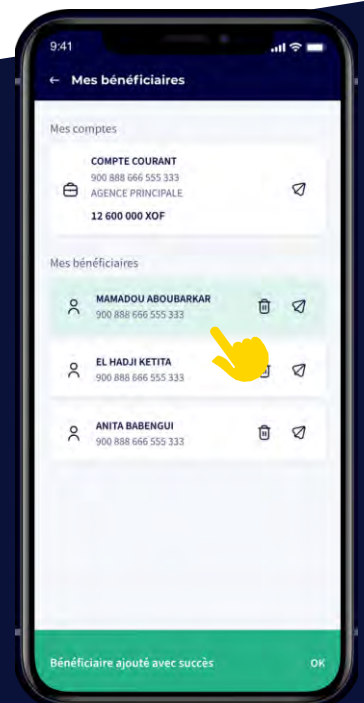 9:41
← Mes bénéficiaires
Mes comptes
COMPTE COURANT
900 888 666 555 333
AGENCE PRINCIPALE
12 600 000 XOF
Mes bénéficiaires
MAMADOU ABOUBARKAR
900 888 666 555 333
EL HADJI KETITA
900 888 666 555 333
ANITA BABENGUI
900 888 666 555 333
Bénéficiaire ajouté avec succès OK